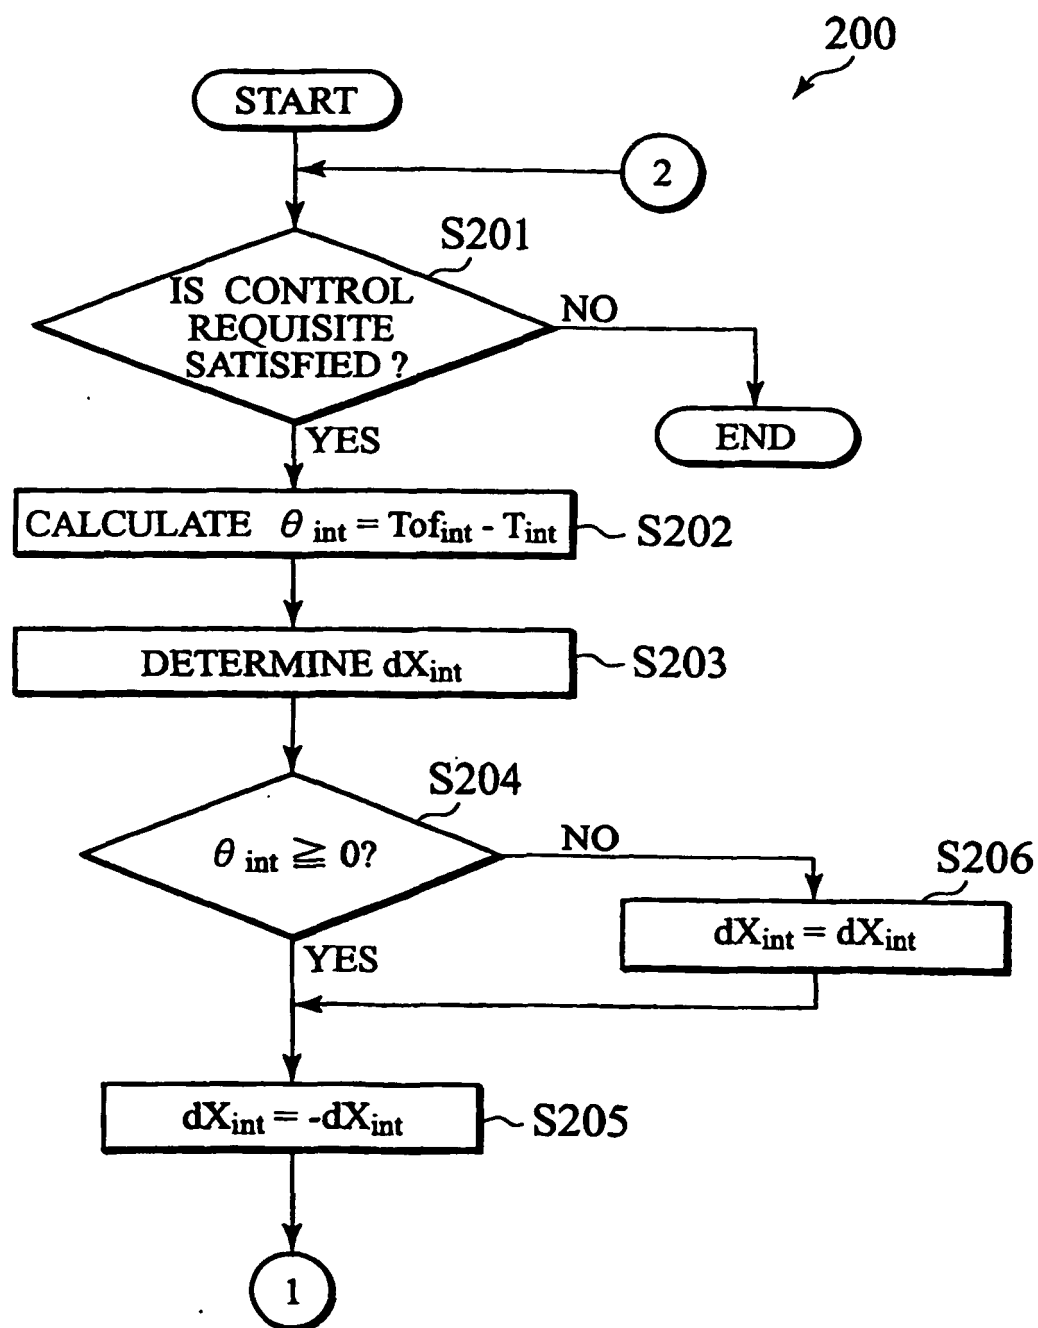 200
START
2
S201
IS CONTROL
REQUISITE
SATISFIED ?
NO
END
YES
CALCULATE θ int = Tofint - Tint
S202
DETERMINE dXint
S203
S204
θ int ≧ 0?
NO
S206
dXint = dXint
YES
dXint = -dXint
S205
1